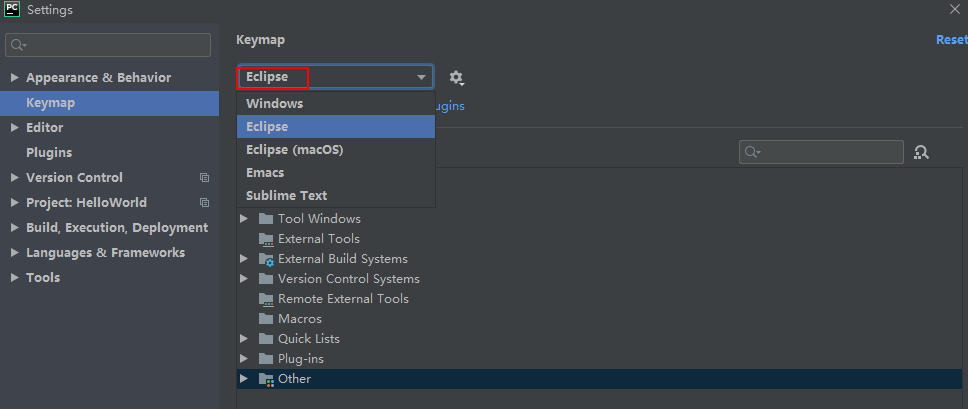 PC Settings
Keymap
Reset
Eclipse
Appearance & Behavior
Keymap
Editor
Plugins
Version Control
Project: HelloWorld
Build, Execution, Deployment
Languages & Frameworks
Tools
Windows
ugins
Eclipse
Eclipse (macOS)
Emacs
Sublime Text
Tool Windows
External Tools
External Build Systems
Version Control Systems
Remote External Tools
Macros
Quick Lists
Plug-ins
Other